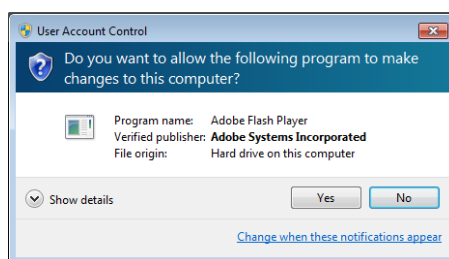 User Account Control
Do you want to allow the following program to make
changes to this computer?
Program name: Adobe Flash Player
Verified publisher: Adobe Systems Incorporated
File origin: Hard drive on this computer
Show details
Yes No
Change when these notifications appear